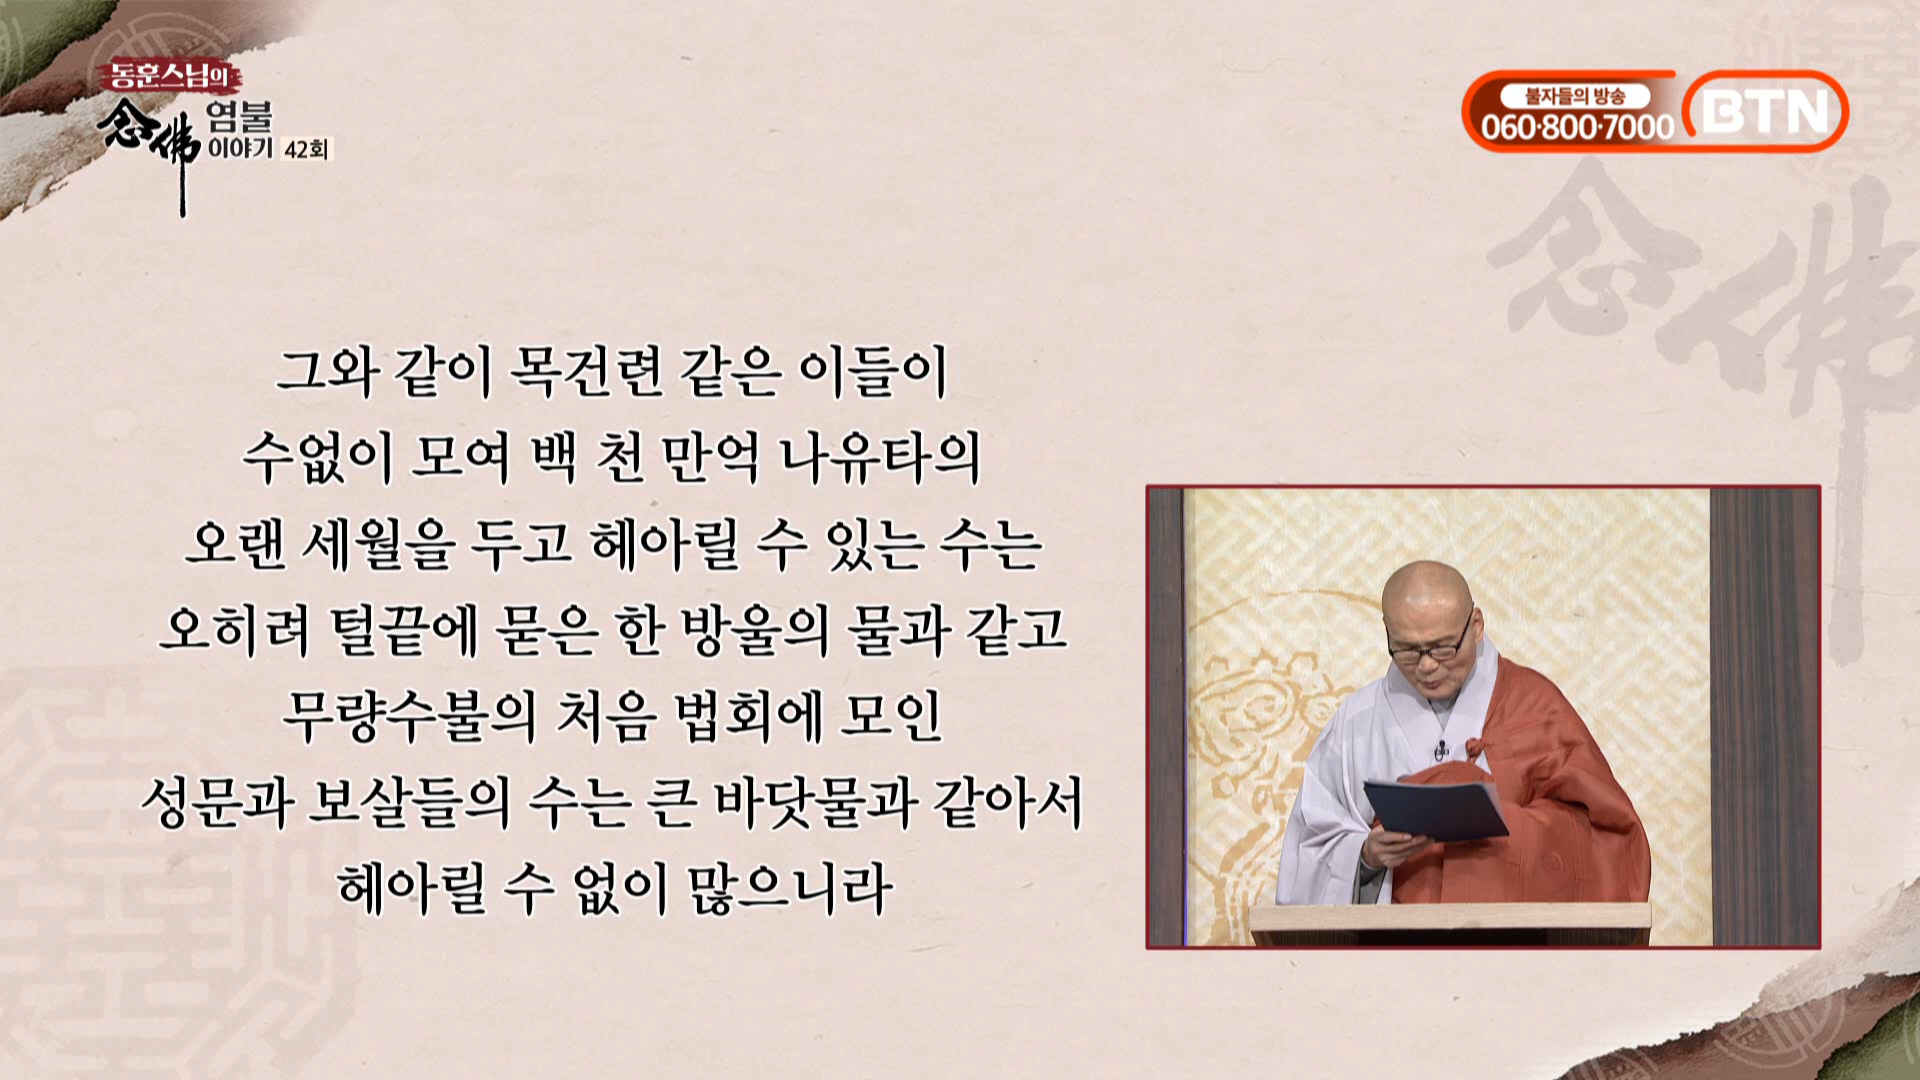 동훈스님의
念佛
염불
이야기 42회
불자들의 방송
060·800·7000
BTN
그와 같이 목건련 같은 이들이
수없이 모여 백 천 만억 나유타의
오랜 세월을 두고 헤아릴 수 있는 수는
오히려 털끝에 묻은 한 방울의 물과 같고
무량수불의 처음 법회에 모인
성문과 보살들의 수는 큰 바닷물과 같아서
헤아릴 수 없이 많으니라
念佛